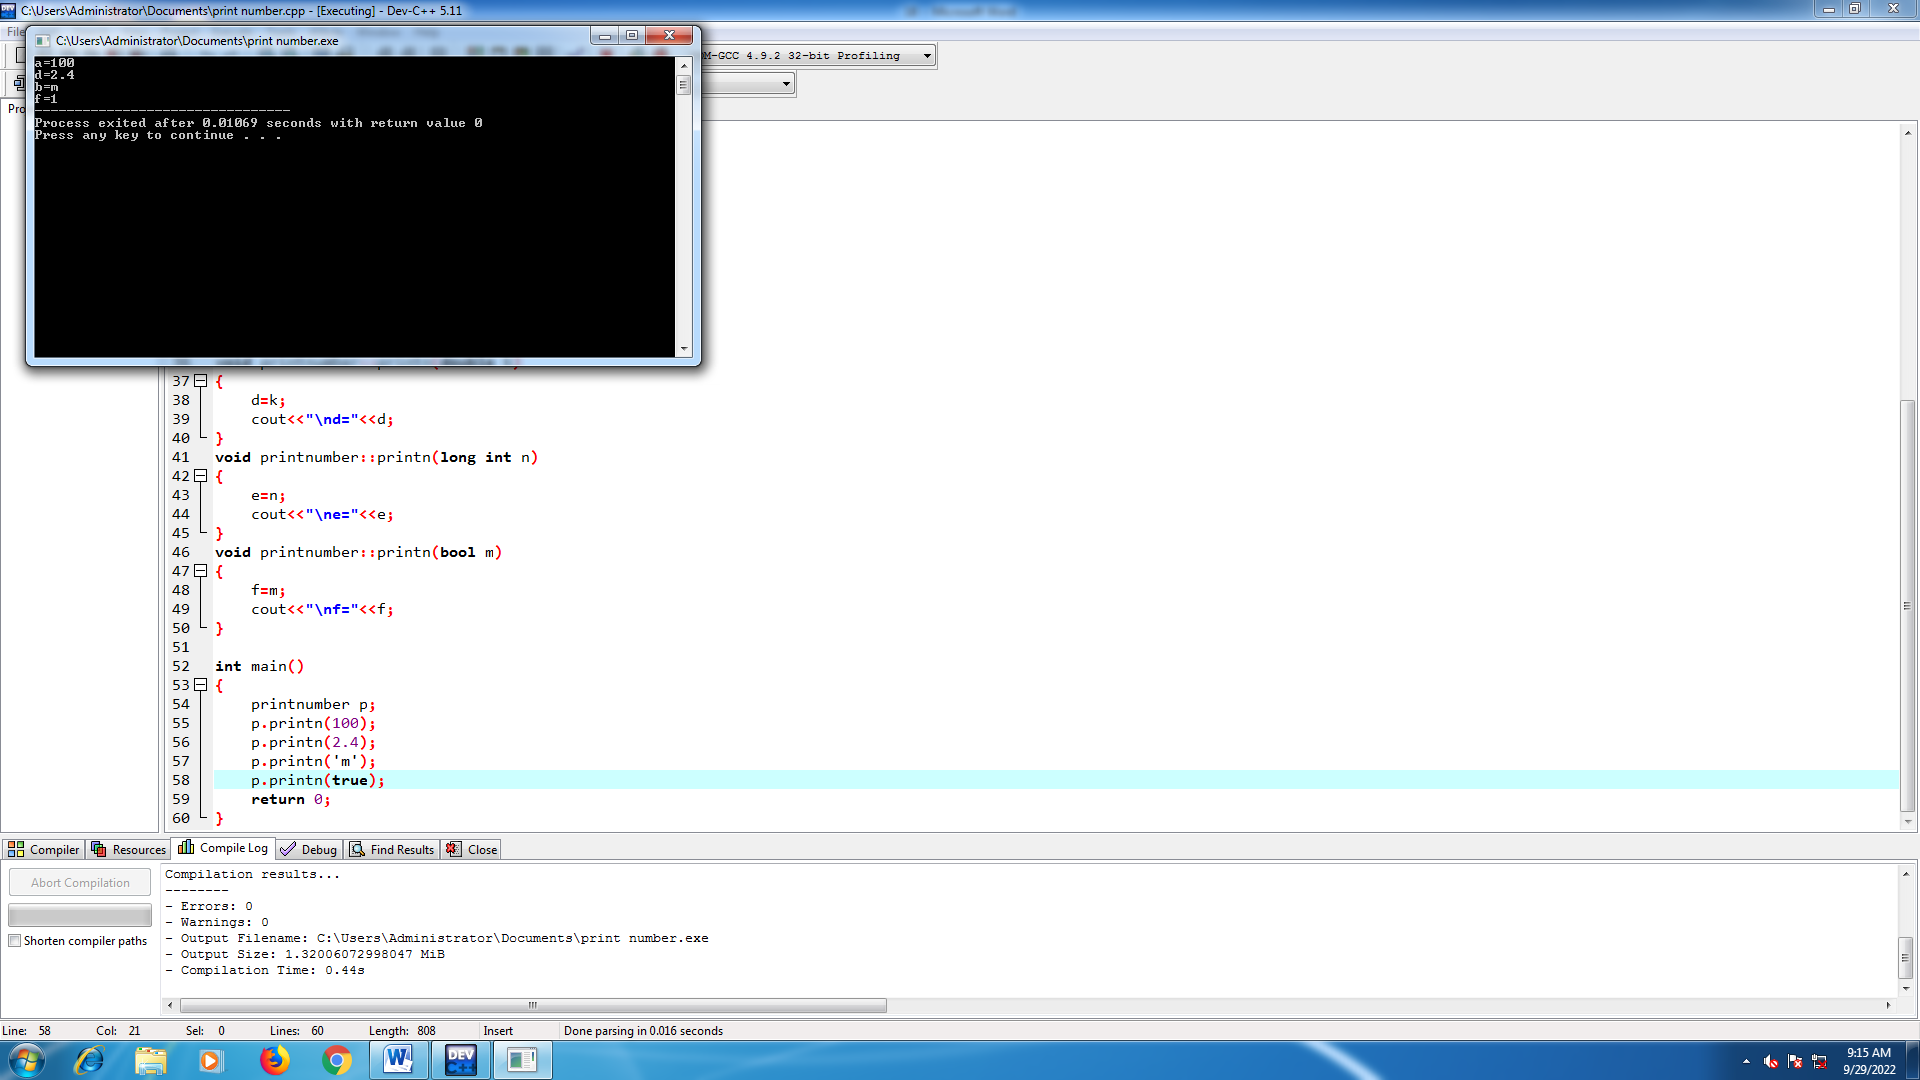 C:\Users\Administrator\Documents\print number.cpp - [Executing] - Dev-C++ 5.11
C:\Users\Administrator\Documents\print number.exe
a=100
d=2.4
b=m
f=1
--------------------------------
Process exited after 0.01069 seconds with return value 0
Press any key to continue . . .
M-GCC 4.9.2 32-bit Profiling
37 {
38 d=k;
39 cout<<"\nd="<<d;
40 }
41 void printnumber::printn(long int n)
42 {
43 e=n;
44 cout<<"\ne="<<e;
45 }
46 void printnumber::printn(bool m)
47 {
48 f=m;
49 cout<<"\nf="<<f;
50 }
51
52 int main()
53 {
54 printnumber p;
55 p.printn(100);
56 p.printn(2.4);
57 p.printn('m');
58 p.printn(true);
59 return 0;
60 }
Compiler Resources Compile Log Debug Find Results Close
Abort Compilation
Shorten compiler paths
Compilation results...
--------
- Errors: 0
- Warnings: 0
- Output Filename: C:\Users\Administrator\Documents\print number.exe
- Output Size: 1.32006072998047 MiB
- Compilation Time: 0.44s
Line: 58 Col: 21 Sel: 0 Lines: 60 Length: 808 Insert Done parsing in 0.016 seconds
W DEV C++
9:15 AM
9/29/2022